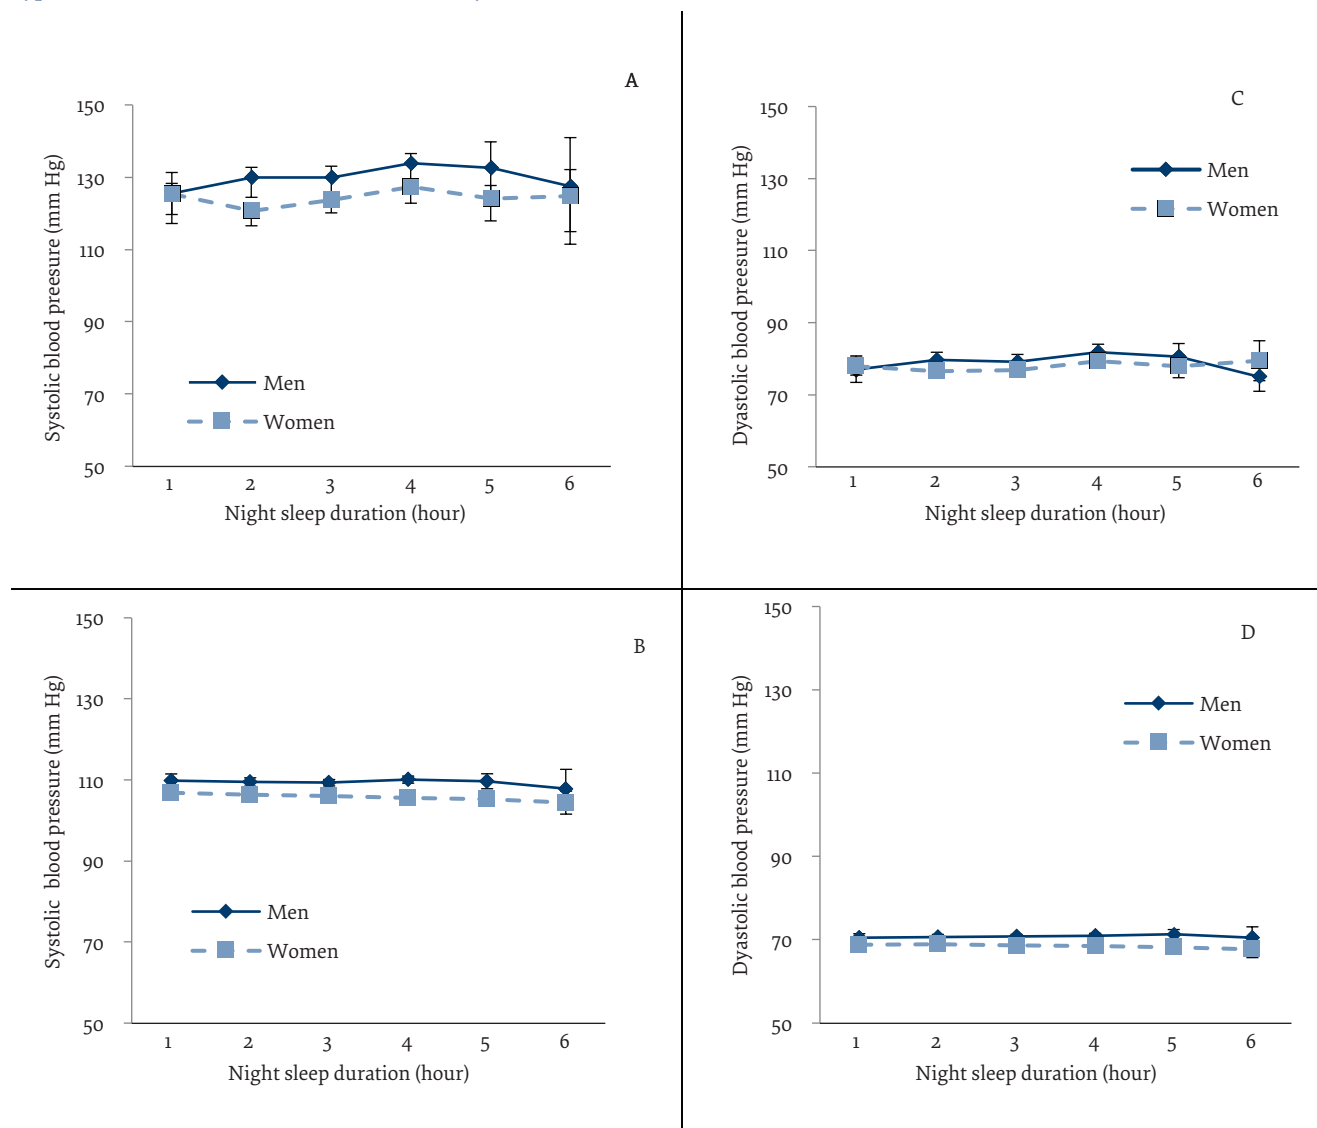 A
150
130
110
90
70
50
Systolic blood preesure (mm Hg)
Men
Women
1 2 3 4 5 6
Night sleep duration (hour)
C
150
130
110
90
70
50
Dyastolic blood preesure (mm Hg)
Men
Women
1 2 3 4 5 6
Night sleep duration (hour)
B
150
130
110
90
70
50
Systolic blood pressure (mm Hg)
Men
Women
1 2 3 4 5 6
Night sleep duration (hour)
D
150
130
110
90
70
50
Dyastolic blood pressure (mm Hg)
Men
Women
1 2 3 4 5 6
Night sleep duration (hour)